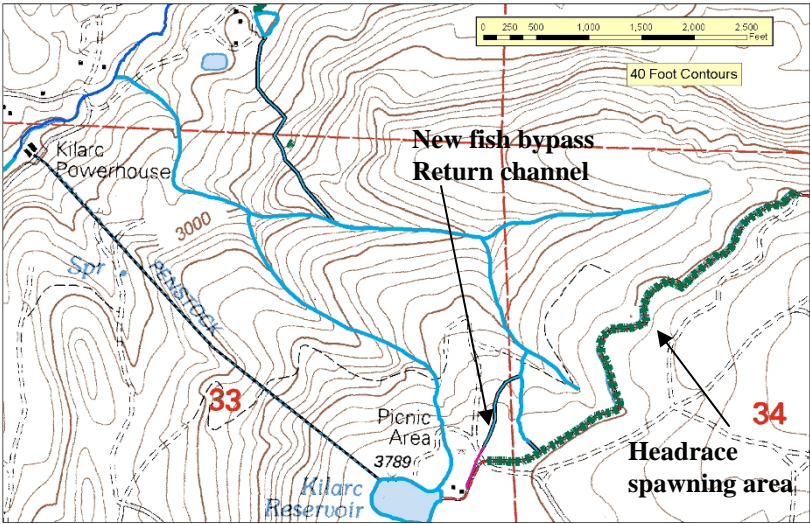 0 250 500 1,000 1,500 2,000 2,500
Feet
40 Foot Contours
New fish bypass
Return channel
Kilarc
Powerhouse
3000
Spr
PENSTOCK
33
34
Picnic
Area
3789
Headrace
spawning area
Kilarc
Reservoir